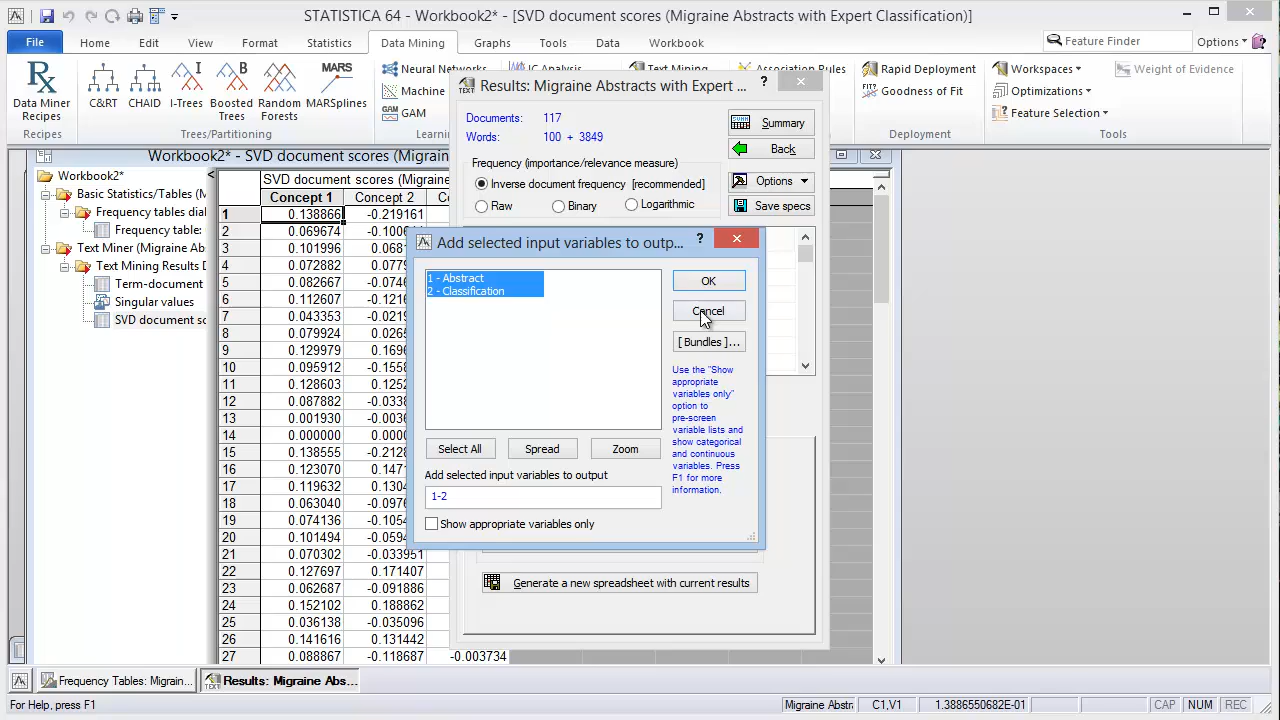 STATISTICA 64 - Workbook2* - [SVD document scores (Migraine Abstracts with Expert Classification)]
File Home Edit View Format Statistics Data Mining Graphs Tools Data Workbook Feature Finder Options
Data Miner Recipes
C&RT CHAID I-Trees Boosted Trees Random Forest MARS MARSplines
Neural Networks
Machine
GAM
Text Mining
Association Rules
Rapid Deployment
Goodness of Fit
Workspaces
Optimizations
Feature Selection
Weight of Evidence
Recipes Trees/Partitioning Deployment Tools
Workbook2* - SVD document scores (Migraine Abs
Workbook2*
Basic Statistics/Tables (M
Frequency tables dial
Frequency table:
Text Miner (Migraine Ab
Text Mining Results D
Term-document
Singular values
SVD document sc
SVD document scores (Migra
Concept 1 Concept 2
1 0.138866 -0.219161
2 0.069674
3 0.101996
4 0.072882
5 0.082667
6 0.112607
7 0.043353
8 0.079924
9 0.129979
10 0.095912
11 0.128603
12 0.087882
13 0.001930
14 0.000000
15 0.138555
16 0.123070
17 0.119632
18 0.063040
19 0.074136
20 0.101494
21 0.070302 -0.033951
22 0.127697 0.171407
23 0.062687 -0.091886
24 0.152102 0.188862
25 0.036138 -0.053095
26 0.141616 0.131442
27 0.088867 -0.118687 -0.003734
Results: Migraine Abstracts with Expert ... ?
Documents: 117
Words: 100 + 3849
Summary
Back
Options
Save specs
Frequency (importance/relevance measure)
Inverse document frequency [recommended]
Raw Binary Logarithmic
Add selected input variables to outp... ?
1 - Abstract
2 - Classification
OK
Cancel
[ Bundles ]...
Use the "Show
appropriate
variables only"
option to
pre-screen
variable lists and
show categorical
and continuous
variables. Press
F1 for more
information.
Select All Spread Zoom
Add selected input variables to output
1-2
Show appropriate variables only
Generate a new spreadsheet with current results
Frequency Tables: Migrain... Results: Migraine Abs...
For Help, press F1 C1,V1 1.3886550682E-01 CAP NUM REC